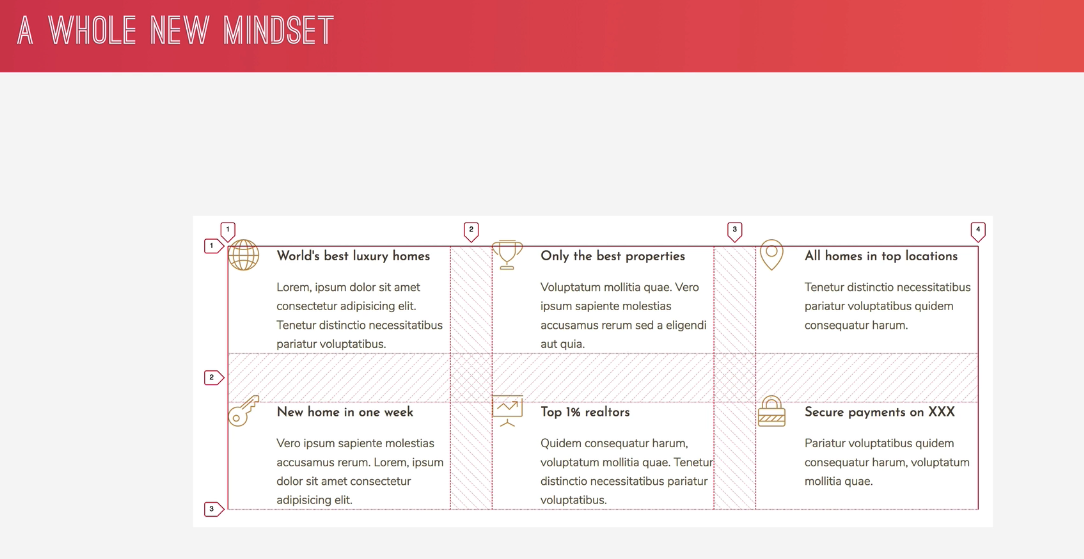 A WHOLE NEW MINDSET
1
2
3
4
1
World's best luxury homes
Lorem, ipsum dolor sit amet
consectetur adipisicing elit.
Tenetur distinctio necessitatibus
pariatur voluptatibus.
Only the best properties
Voluptatum mollitia quae. Vero
ipsum sapiente molestias
accusamus rerum sed a eligendi
aut quia.
All homes in top locations
Tenetur distinctio necessitatibus
pariatur voluptatibus quidem
consequatur harum.
2
New home in one week
Vero ipsum sapiente molestias
accusamus rerum. Lorem, ipsum
dolor sit amet consectetur
adipisicing elit.
Top 1% realtors
Quidem consequatur harum,
voluptatum mollitia quae. Tenetur
distinctio necessitatibus pariatur
voluptatibus.
Secure payments on XXX
Pariatur voluptatibus quidem
consequatur harum, voluptatum
mollitia quae.
3